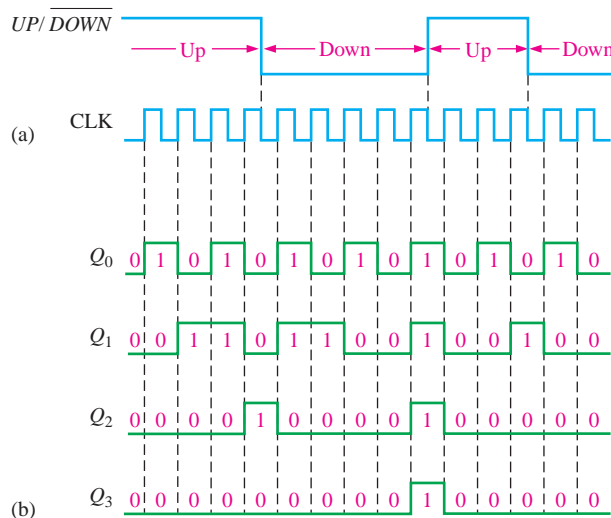 UP/ DOWN
Up Down Up Down
CLK
(a)
Q0 0 1 0 1 0 1 0 1 0 1 0 1 0 1 0
Q1 0 0 1 1 0 1 1 0 0 1 0 0 1 0 0
Q2 0 0 0 0 1 0 0 0 0 1 0 0 0 0 0
Q3 0 0 0 0 0 0 0 0 0 1 0 0 0 0 0
(b)